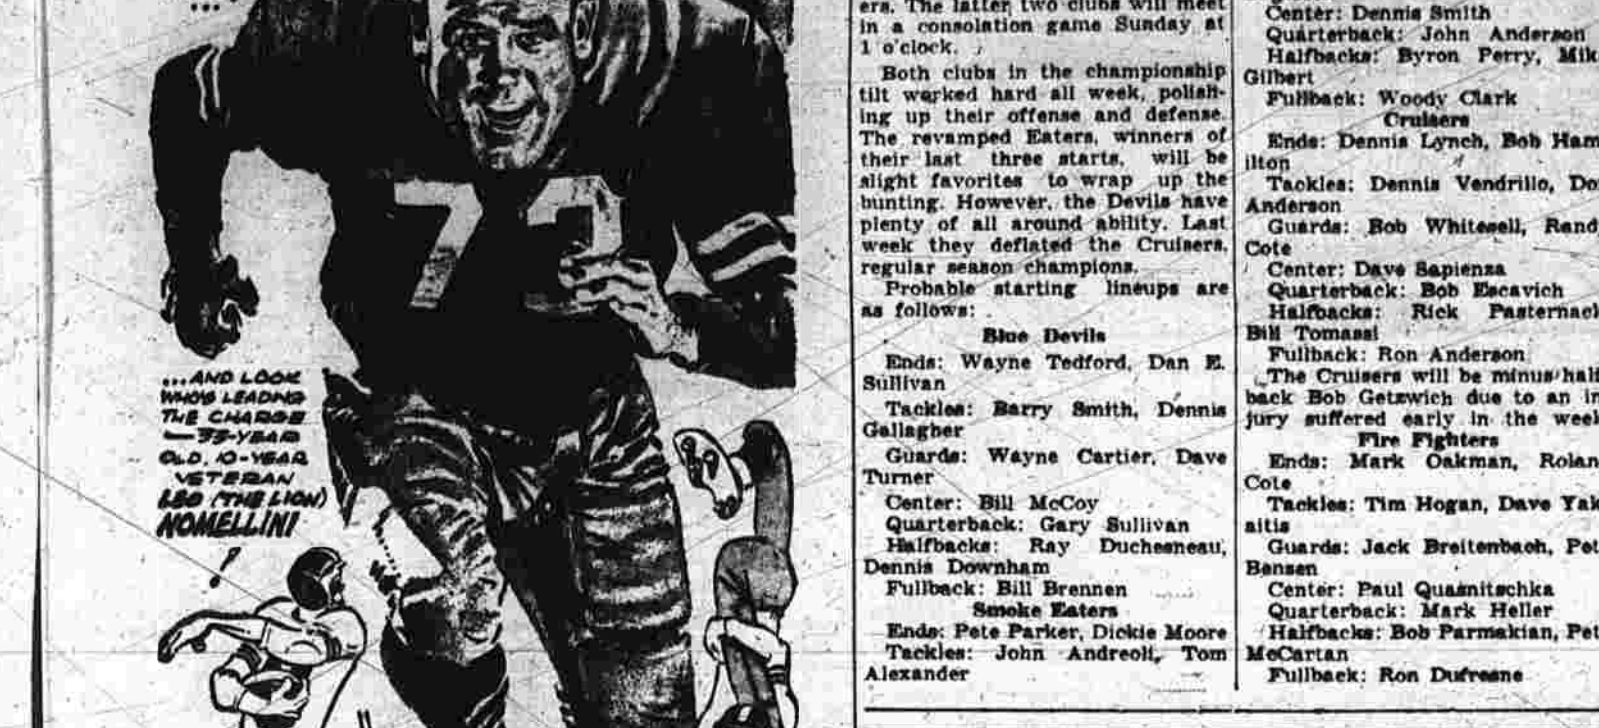 ...
73
...AND LOOK
WHO'S LEADING
THE CHARGE
—33-YEAR
OLD, 10-YEAR
VETERAN
LEO (THE LION)
NOMELLINI
!
ers. The latter two clubs will meet
in a consolation game Sunday at
1 o'clock.
Both clubs in the championship
tilt worked hard all week, polish-
ing up their offense and defense.
The revamped Eaters, winners of
their last three starts, will be
slight favorites to wrap up the
bunting. However, the Devils have
plenty of all around ability. Last
week they deflated the Cruisers,
regular season champions.
Probable starting lineups are
as follows:
Blue Devils
Ends: Wayne Tedford, Dan E.
Sullivan
Tackles: Barry Smith, Dennis
Gallagher
Guards: Wayne Cartier, Dave
Turner
Center: Bill McCoy
Quarterback: Gary Sullivan
Halfbacks: Ray Duchesneau,
Dennis Downham
Fullback: Bill Brennen
Smoke Eaters
Ends: Pete Parker, Dickie Moore
Tackles: John Andreoli, Tom
Alexander
Center: Dennis Smith
Quarterback: John Anderson
Halfbacks: Byron Perry, Mik
Gilbert
Fullback: Woody Clark
Cruisers
Ends: Dennis Lynch, Bob Ham
ilton
Tackles: Dennis Vendrillo, Do
Anderson
Guards: Bob Whitesell, Rand
Cote
Center: Dave Sapienza
Quarterback: Bob Escavich
Halfbacks: Rick Pasternack
Bill Tomassi
Fullback: Ron Anderson
The Cruisers will be minus half
back Bob Getzwich due to an in
jury suffered early in the week
Fire Fighters
Ends: Mark Oakman, Rolan
Cote
Tackles: Tim Hogan, Dave Yak
aitis
Guards: Jack Breitenbach, Pet
Bensen
Center: Paul Quasnitschka
Quarterback: Mark Heller
Halfbacks: Bob Parmakian, Pet
McCartan
Fullback: Ron Dufresne